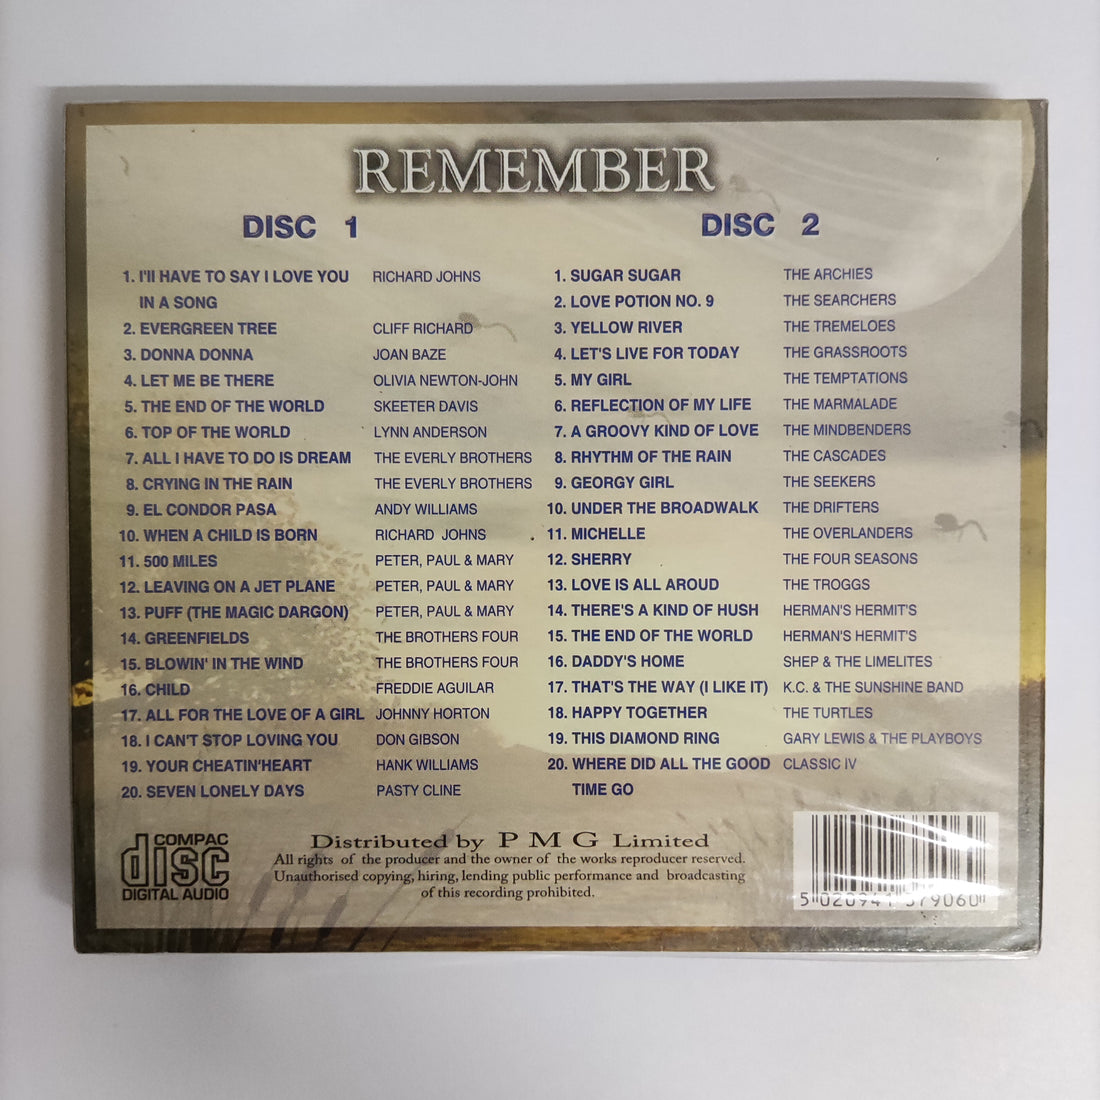 REMEMBER
DISC 1
1. I'll HAVE TO SAY I LOVE YOU RICHARD JOHNS
IN A SONG
2. EVERGREEN TREE CLIFF RICHARD
3. DONNA DONNA JOAN BAZE
4. LET ME BE THERE OLIVIA NEWTON-JOHN
5. THE END OF THE WORLD SKEETER DAVIS
6. TOP OF THE WORLD LYNN ANDERSON
7. ALL I HAVE TO DO IS DREAM THE EVERLY BROTHERS
8. CRYING IN THE RAIN THE EVERLY BROTHERS
9. EL CONDOR PASA ANDY WILLIAMS
10. WHEN A CHILD IS BORN RICHARD JOHNS
11. 500 MILES PETER, PAUL & MARY
12. LEAVING ON A JET PLANE PETER, PAUL & MARY
13. PUFF (THE MAGIC DARGON) PETER, PAUL & MARY
14. GREENFIELDS THE BROTHERS FOUR
15. BLOWIN' IN THE WIND THE BROTHERS FOUR
16. CHILD FREDDIE AGUILAR
17. ALL FOR THE LOVE OF A GIRL JOHNNY HORTON
18. I CAN'T STOP LOVING YOU DON GIBSON
19. YOUR CHEATIN'HEART HANK WILLIAMS
20. SEVEN LONELY DAYS PASTY CLINE
DISC 2
1. SUGAR SUGAR THE ARCHIES
2. LOVE POTION NO. 9 THE SEARCHERS
3. YELLOW RIVER THE TREMELOES
4. LET'S LIVE FOR TODAY THE GRASSROOTS
5. MY GIRL THE TEMPTATIONS
6. REFLECTION OF MY LIFE THE MARMALADE
7. A GROOVY KIND OF LOVE THE MINDBENDERS
8. RHYTHM OF THE RAIN THE CASCADES
9. GEORGY GIRL THE SEEKERS
10. UNDER THE BROADWALK THE DRIFTERS
11. MICHELLE THE OVERLANDERS
12. SHERRY THE FOUR SEASONS
13. LOVE IS ALL AROUD THE TROGGS
14. THERE'S A KIND OF HUSH HERMAN'S HERMIT'S
15. THE END OF THE WORLD HERMAN'S HERMIT'S
16. DADDY'S HOME SHEP & THE LIMELITES
17. THAT'S THE WAY (I LIKE IT) K.C. & THE SUNSHINE BAND
18. HAPPY TOGETHER THE TURTLES
19. THIS DIAMOND RING GARY LEWIS & THE PLAYBOYS
20. WHERE DID ALL THE GOOD CLASSIC IV
TIME GO
COMPAC
disc
DIGITAL AUDIO
Distributed by P M G Limited
All rights of the producer and the owner of the works reproducer reserved.
Unauthorised copying, hiring, lending public performance and broadcasting
of this recording prohibited.
5 020941 379060